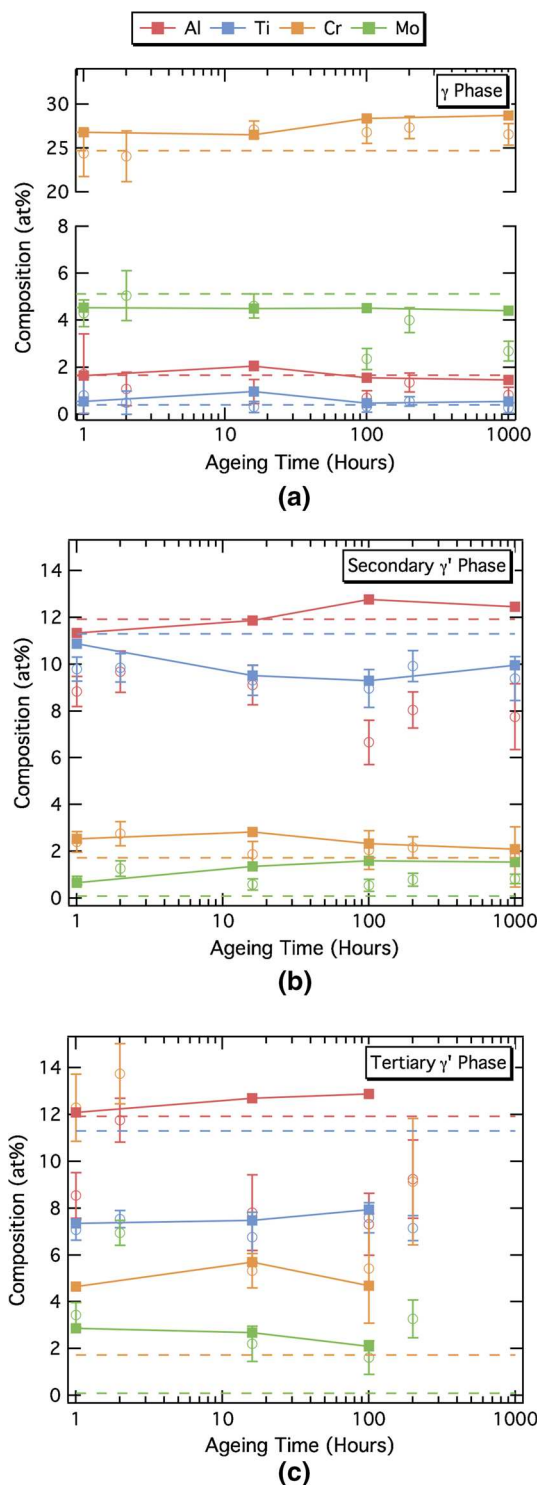 Al Ti Cr Mo
γ Phase
30
25
20
8
6
4
2
0
Composition (at%)
1 10 100 1000
Ageing Time (Hours)
(a)
Secondary γ' Phase
14
12
10
8
6
4
2
0
Composition (at%)
1 10 100 1000
Ageing Time (Hours)
(b)
Tertiary γ' Phase
14
12
10
8
6
4
2
0
Composition (at%)
1 10 100 1000
Ageing Time (Hours)
(c)